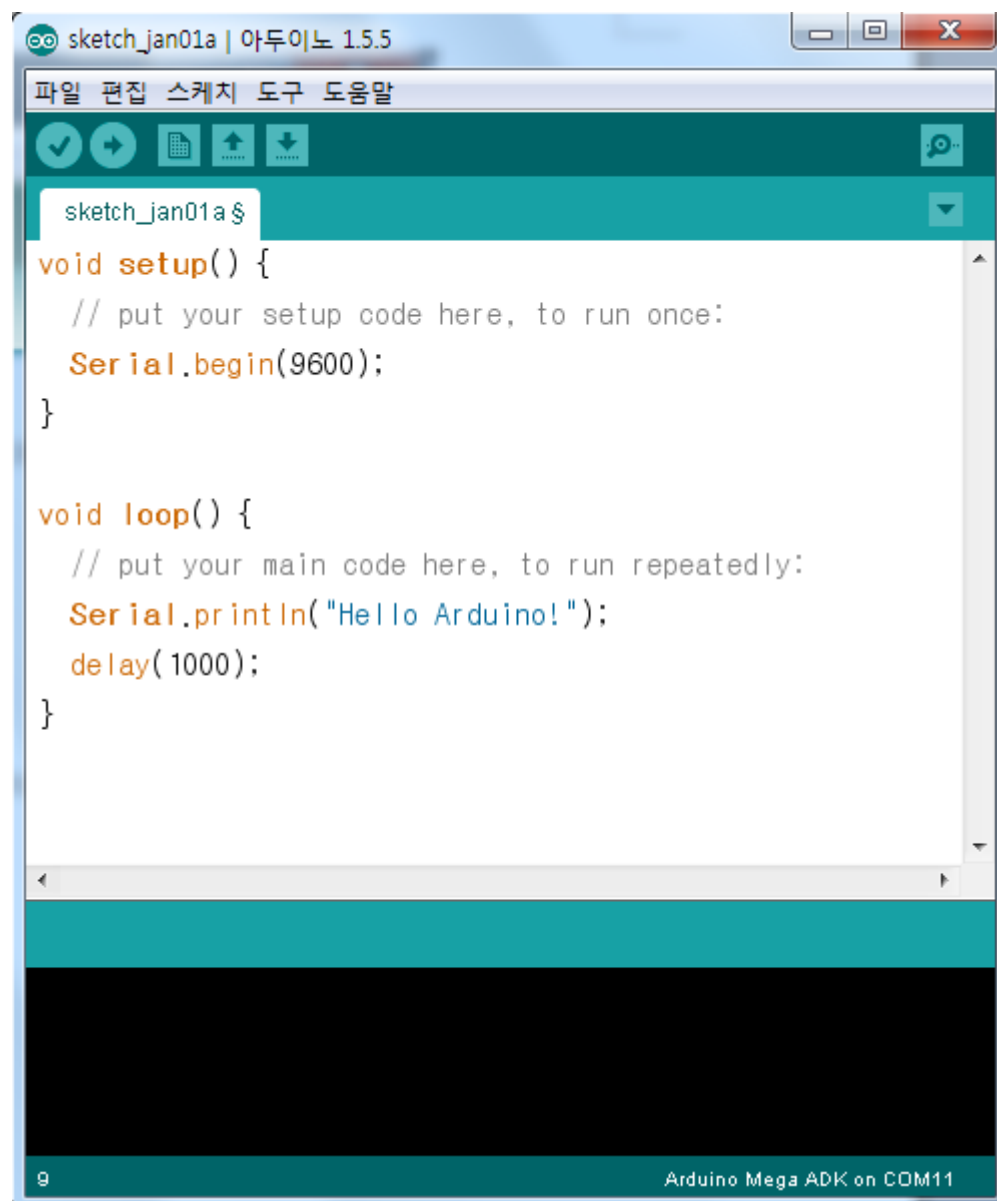 sketch_jan01a | 아두이노 1.5.5
파일 편집 스케치 도구 도움말
sketch_jan01a §
void setup() {
  // put your setup code here, to run once:
  Serial.begin(9600);
}

void loop() {
  // put your main code here, to run repeatedly:
  Serial.println("Hello Arduino!");
  delay(1000);
}
9
Arduino Mega ADK on COM11